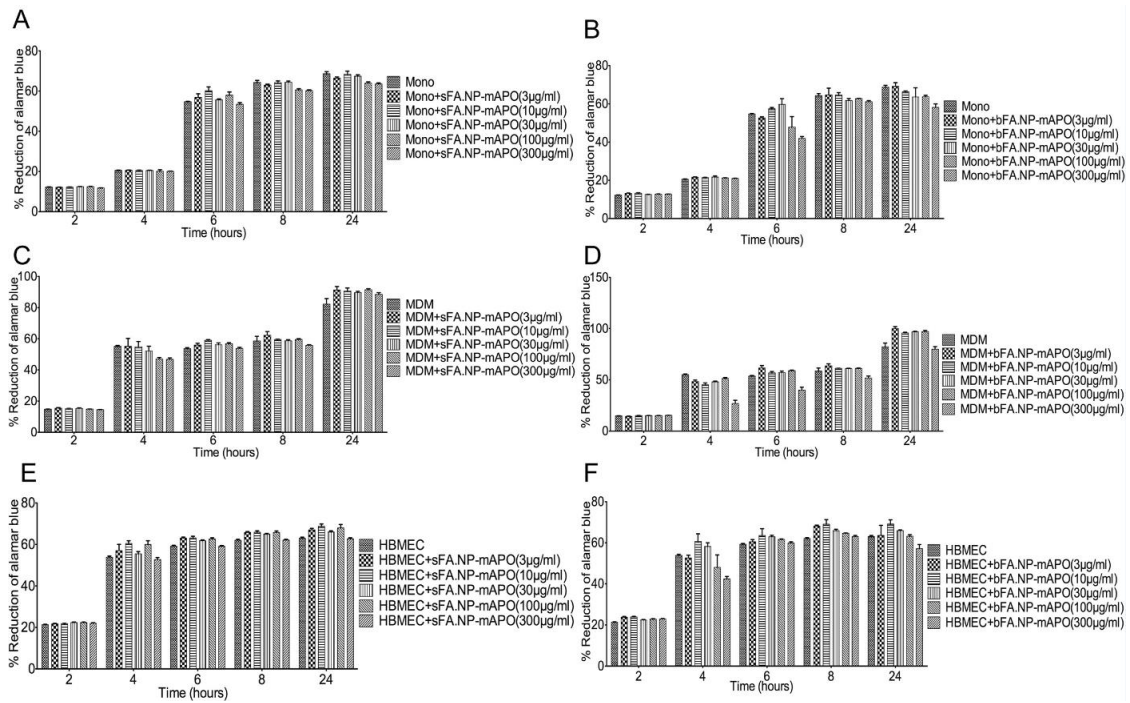 A
% Reduction of alamar blue
80
60
40
20
0
2 4 6 8 24
Time (hours)
Mono
Mono+sFA.NP-mAPO(3µg/ml)
Mono+sFA.NP-mAPO(10µg/ml)
Mono+sFA.NP-mAPO(30µg/ml)
Mono+sFA.NP-mAPO(100µg/ml)
Mono+sFA.NP-mAPO(300µg/ml)
B
% Reduction of alamar blue
80
60
40
20
0
2 4 6 8 24
Time (hours)
Mono
Mono+bFA.NP-mAPO(3µg/ml)
Mono+bFA.NP-mAPO(10µg/ml)
Mono+bFA.NP-mAPO(30µg/ml)
Mono+bFA.NP-mAPO(100µg/ml)
Mono+bFA.NP-mAPO(300µg/ml)
C
% Reduction of alamar blue
100
80
60
40
20
0
2 4 6 8 24
Time (hours)
MDM
MDM+sFA.NP-mAPO(3µg/ml)
MDM+sFA.NP-mAPO(10µg/ml)
MDM+sFA.NP-mAPO(30µg/ml)
MDM+sFA.NP-mAPO(100µg/ml)
MDM+sFA.NP-mAPO(300µg/ml)
D
% Reduction of alamar blue
150
100
50
0
2 4 6 8 24
Time (hours)
MDM
MDM+bFA.NP-mAPO(3µg/ml)
MDM+bFA.NP-mAPO(10µg/ml)
MDM+bFA.NP-mAPO(30µg/ml)
MDM+bFA.NP-mAPO(100µg/ml)
MDM+bFA.NP-mAPO(300µg/ml)
E
% Reduction of alamar blue
80
60
40
20
0
2 4 6 8 24
Time (hours)
HBMEC
HBMEC+sFA.NP-mAPO(3µg/ml)
HBMEC+sFA.NP-mAPO(10µg/ml)
HBMEC+sFA.NP-mAPO(30µg/ml)
HBMEC+sFA.NP-mAPO(100µg/ml)
HBMEC+sFA.NP-mAPO(300µg/ml)
F
% Reduction of alamar blue
80
60
40
20
0
2 4 6 8 24
Time (hours)
HBMEC
HBMEC+bFA.NP-mAPO(3µg/ml)
HBMEC+bFA.NP-mAPO(10µg/ml)
HBMEC+bFA.NP-mAPO(30µg/ml)
HBMEC+bFA.NP-mAPO(100µg/ml)
HBMEC+bFA.NP-mAPO(300µg/ml)